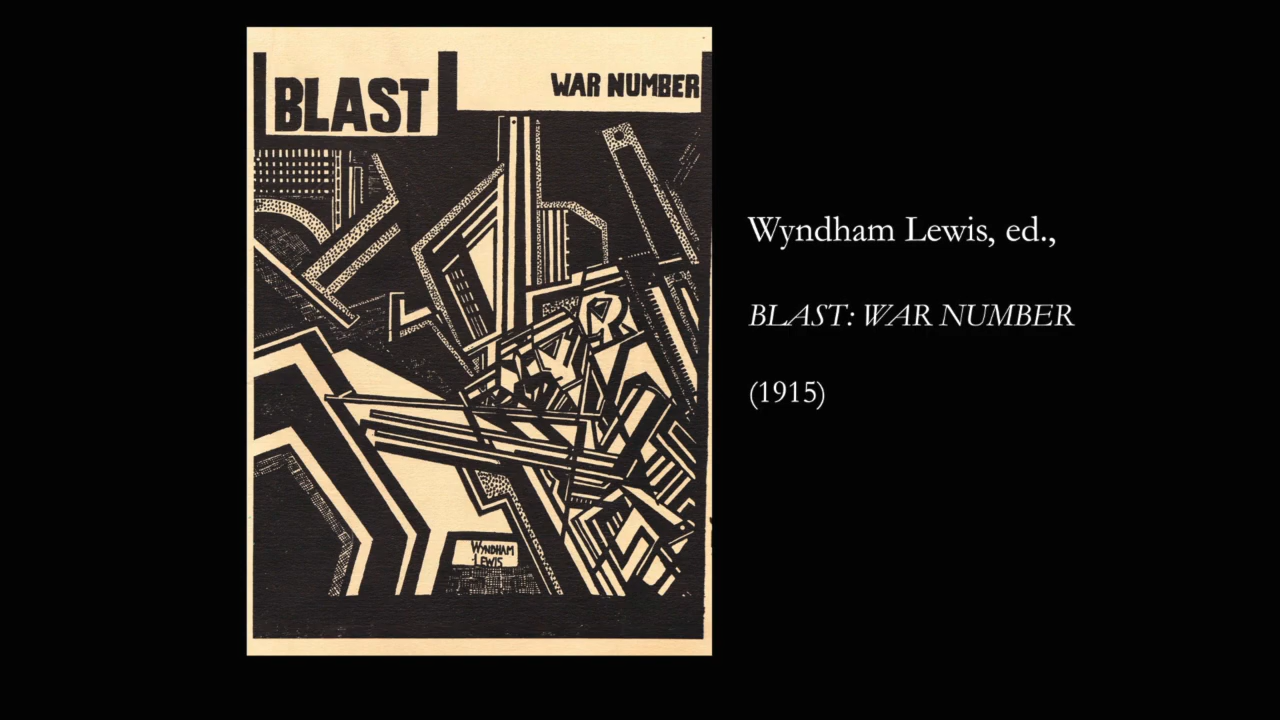 BLAST
WAR NUMBER
WYNDHAM
LEWIS
Wyndham Lewis, ed.,
BLAST: WAR NUMBER
(1915)